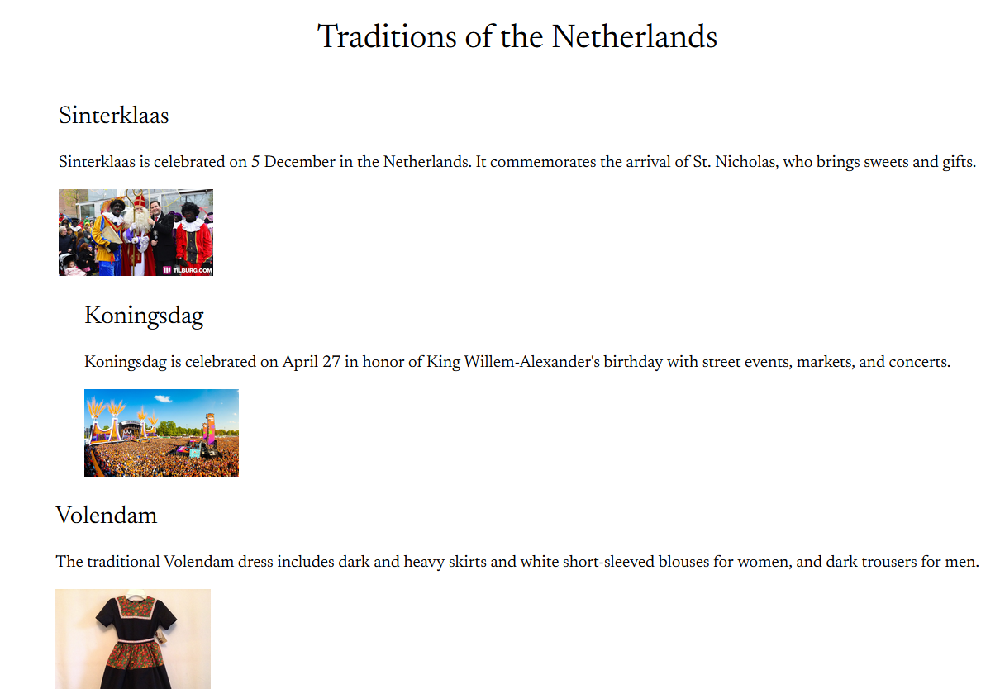 Traditions of the Netherlands
Sinterklaas
Sinterklaas is celebrated on 5 December in the Netherlands. It commemorates the arrival of St. Nicholas, who brings sweets and gifts.
TILBURG.COM
Koningsdag
Koningsdag is celebrated on April 27 in honor of King Willem-Alexander's birthday with street events, markets, and concerts.
Volendam
The traditional Volendam dress includes dark and heavy skirts and white short-sleeved blouses for women, and dark trousers for men.